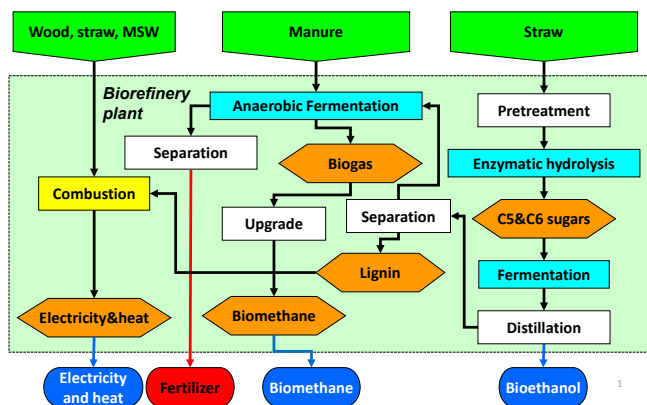 Wood, straw, MSW
Manure
Straw
Biorefinery
plant
Anaerobic Fermentation
Pretreatment
Separation
Biogas
Enzymatic hydrolysis
Combustion
Upgrade
Separation
C5&C6 sugars
Lignin
Fermentation
Electricity&heat
Biomethane
Distillation
Electricity
and heat
Fertilizer
Biomethane
Bioethanol
1